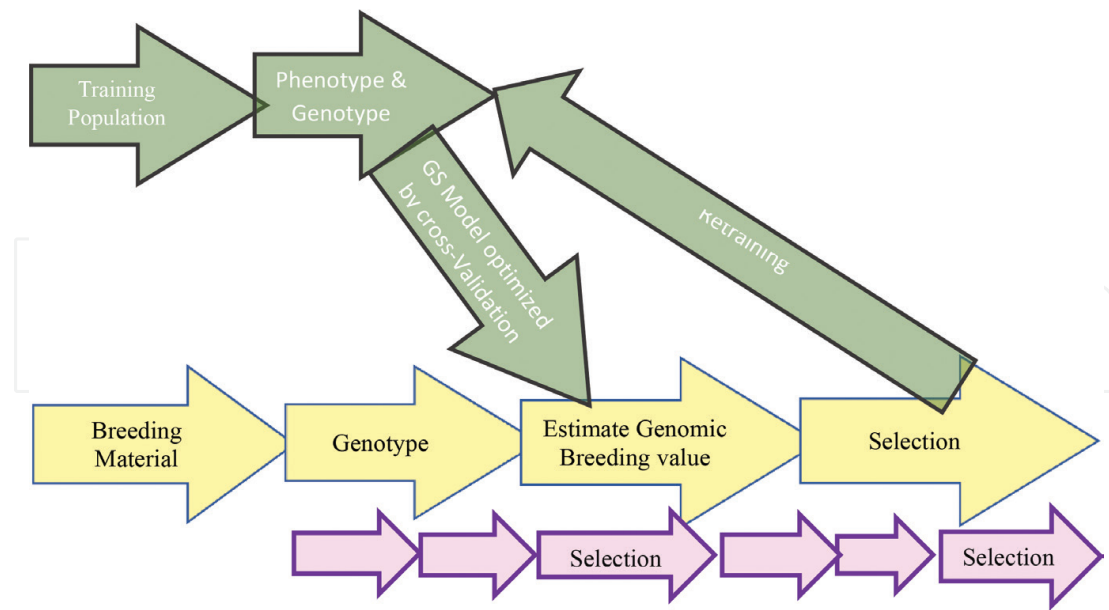 Training
Population
Phenotype &
Genotype
GS Model optimized
by cross-Validation
Retraining
Breeding
Material
Genotype
Estimate Genomic
Breeding value
Selection
Selection
Selection